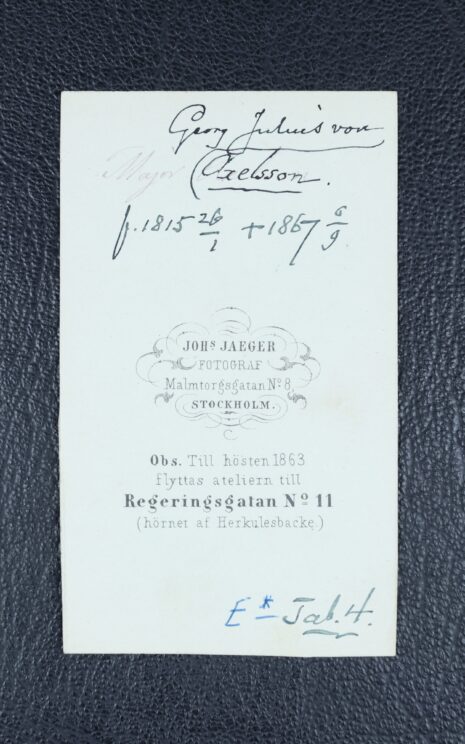 Georg Julius von
Major Axelsson.
f. 1815 26/1 + 1867 6/9.
JOHS JAEGER
FOTOGRAF
Malmtorgsgatan No 8,
STOCKHOLM.
Obs. Till hösten 1863
flyttas ateliern till
Regeringsgatan No 11
(hörnet af Herkulesbacke.)
E* Tab. 4.